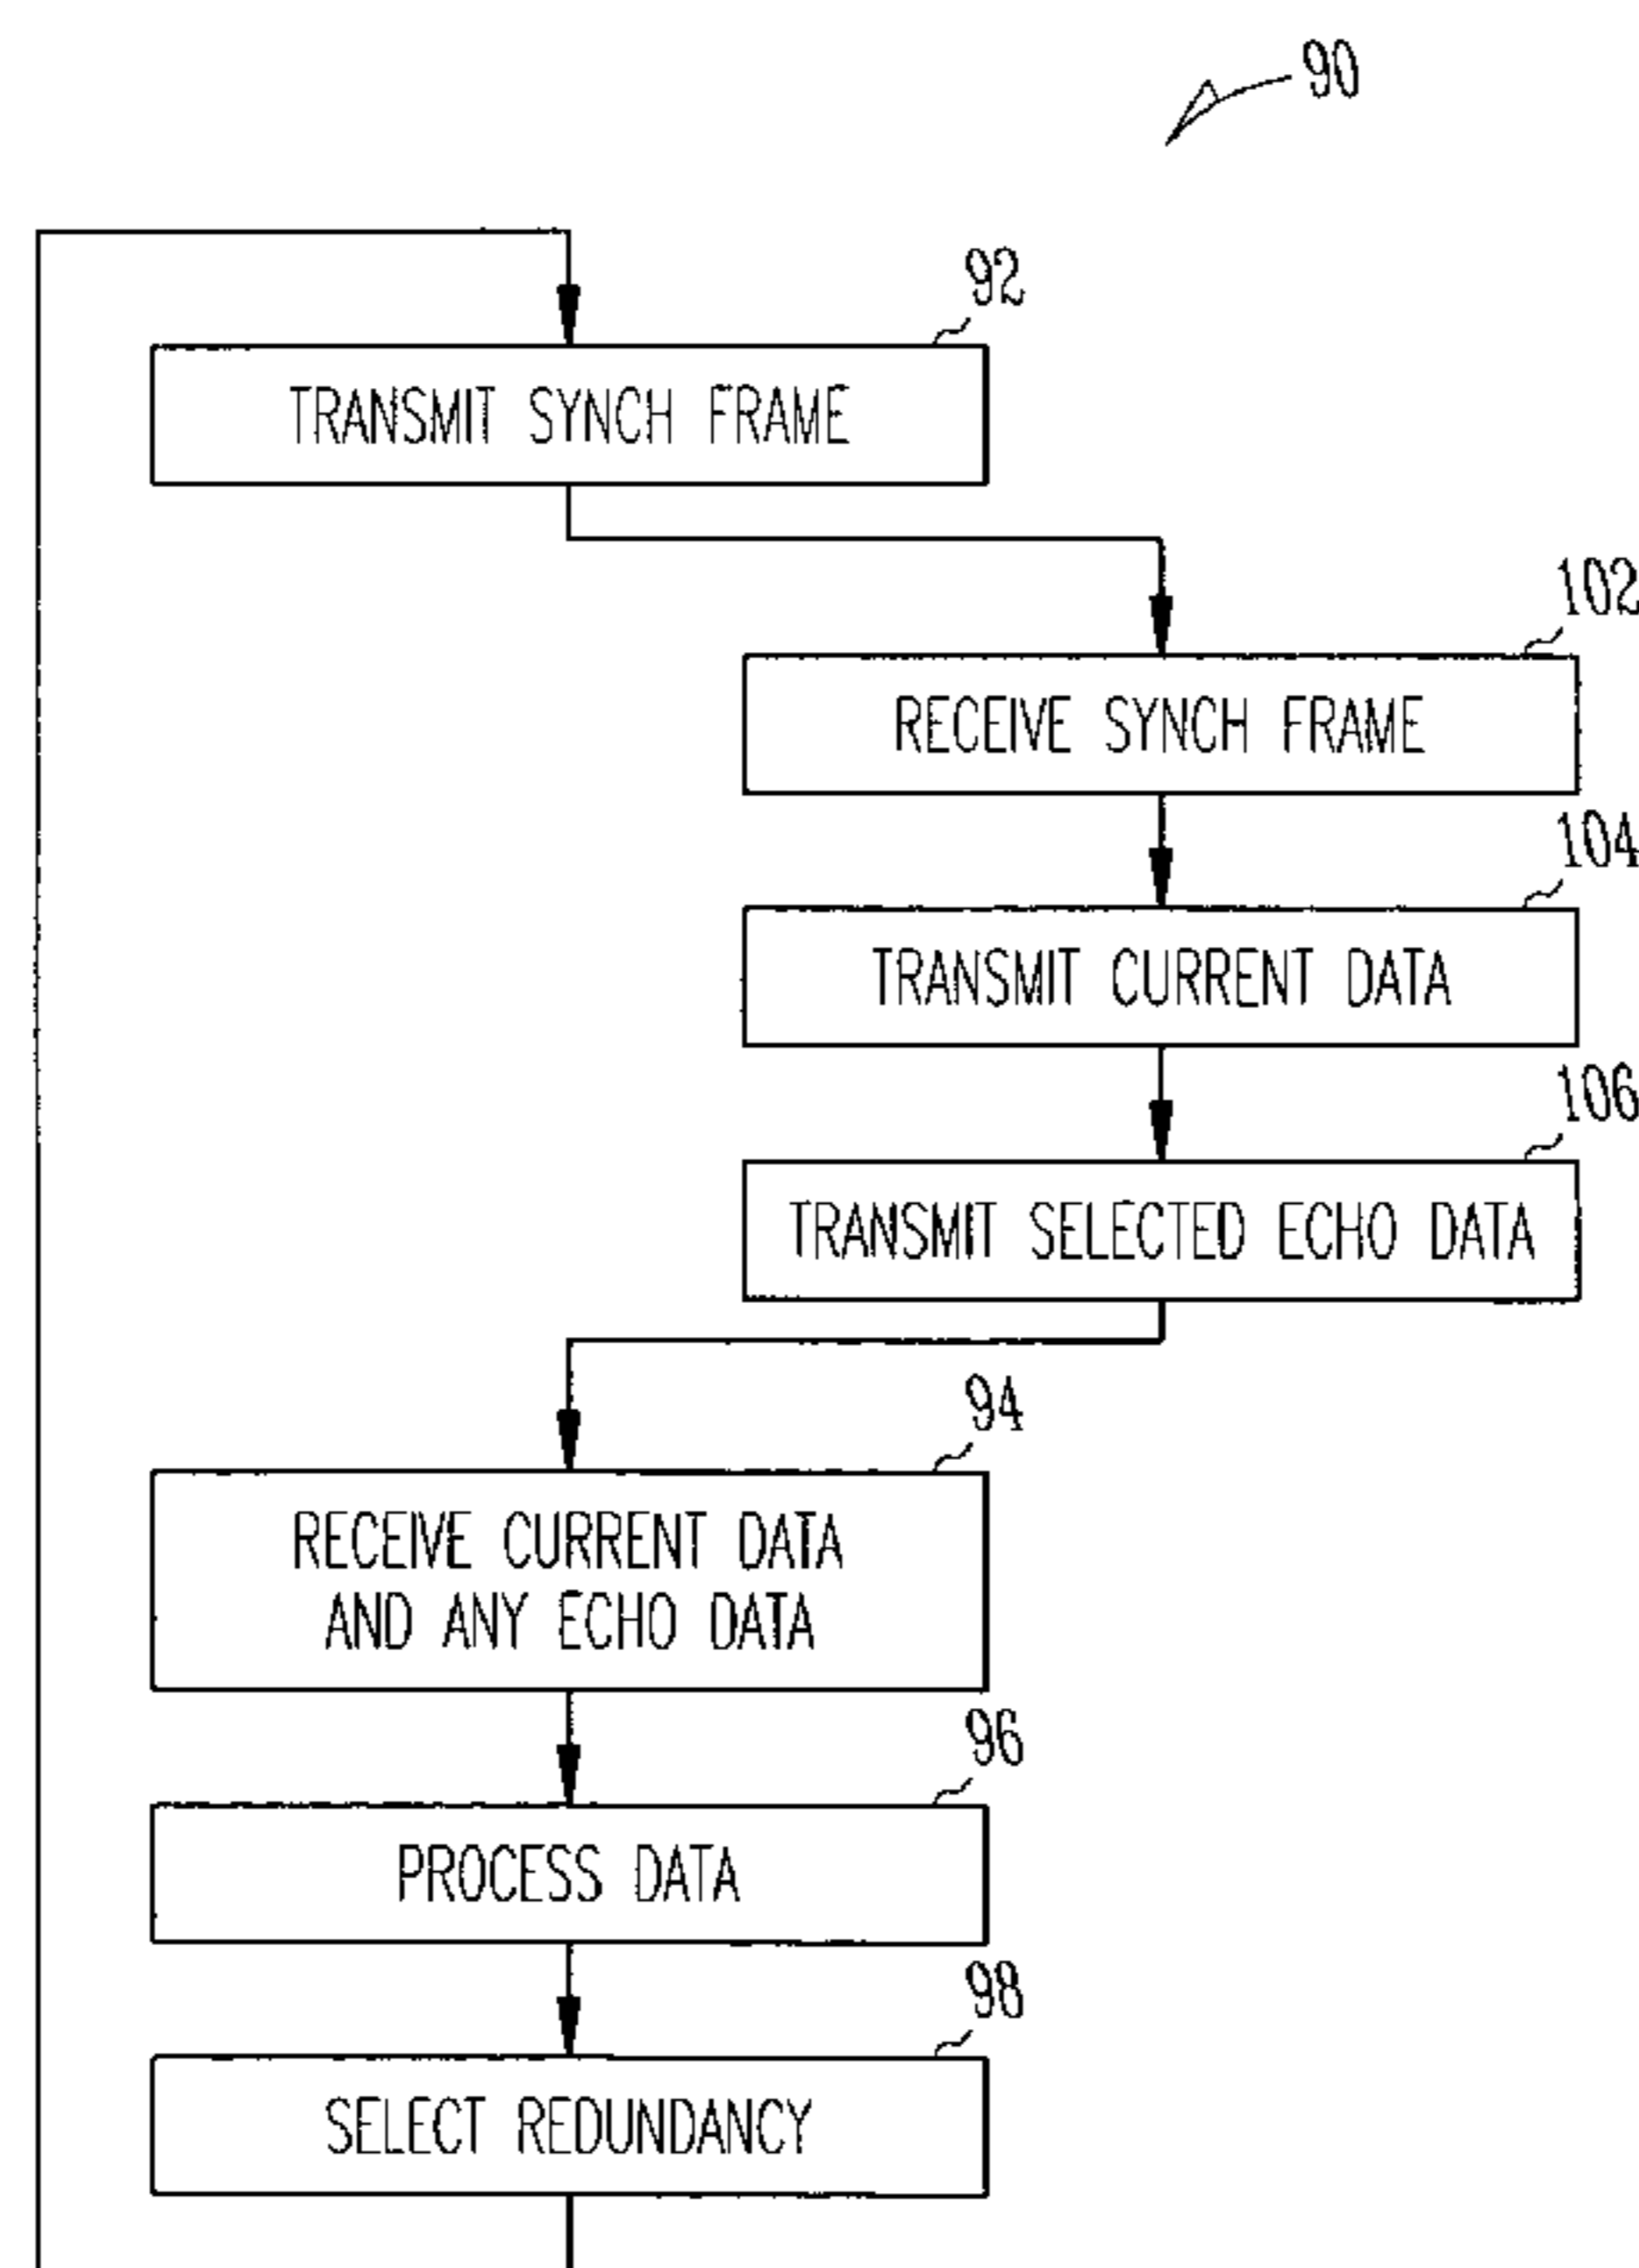 90
92
TRANSMIT SYNCH FRAME
102
RECEIVE SYNCH FRAME
104
TRANSMIT CURRENT DATA
106
TRANSMIT SELECTED ECHO DATA
94
RECEIVE CURRENT DATA
AND ANY ECHO DATA
96
PROCESS DATA
98
SELECT REDUNDANCY